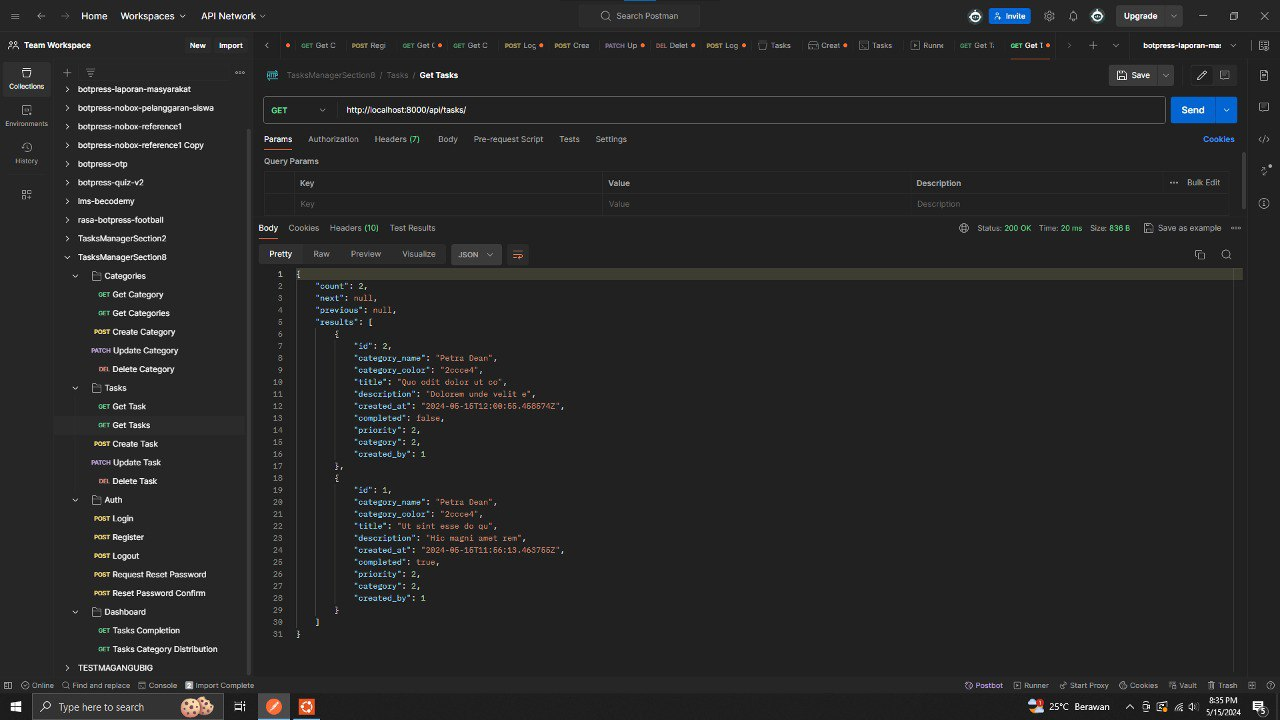 Home Workspaces API Network Search Postman Invite Upgrade
Team Workspace New Import Get C Regi Get C Get C Log Crea Up Delet Log Tasks Creat Tasks Runne Get T Get T botpress-laporan-mas
Collections
Environments
History
botpress-laporan-masyarakat
botpress-nobox-pelanggaran-siswa
botpress-nobox-reference1
botpress-nobox-reference1 Copy
botpress-otp
botpress-quiz-v2
lms-becodemy
rasa-botpress-football
TasksManagerSection2
TasksManagerSection8
Categories
GET Get Category
GET Get Categories
POST Create Category
PATCH Update Category
DEL Delete Category
Tasks
GET Get Task
GET Get Tasks
POST Create Task
PATCH Update Task
DEL Delete Task
Auth
POST Login
POST Register
POST Logout
POST Request Reset Password
POST Reset Password Confirm
Dashboard
GET Tasks Completion
GET Tasks Category Distribution
TESTMAGANGUBIG
TasksManagerSection8 / Tasks / Get Tasks Save
GET http://localhost:8000/api/tasks/ Send
Params Authorization Headers (7) Body Pre-request Script Tests Settings Cookies
Query Params
Key Value Description Bulk Edit
Key Value Description
Body Cookies Headers (10) Test Results Status: 200 OK Time: 20 ms Size: 836 B Save as example
Pretty Raw Preview Visualize JSON
1 {
2 "count": 2,
3 "next": null,
4 "previous": null,
5 "results": [
6 {
7 "id": 2,
8 "category_name": "Petra Dean",
9 "category_color": "2ccce4",
10 "title": "Quo odit dolor ut co",
11 "description": "Dolorem unde velit e",
12 "created_at": "2024-05-15T12:00:55.458574Z",
13 "completed": false,
14 "priority": 2,
15 "category": 2,
16 "created_by": 1
17 },
18 {
19 "id": 1,
20 "category_name": "Petra Dean",
21 "category_color": "2ccce4",
22 "title": "Ut sint esse do qu",
23 "description": "Hic magni amet rem",
24 "created_at": "2024-05-15T11:56:13.463755Z",
25 "completed": true,
26 "priority": 2,
27 "category": 2,
28 "created_by": 1
29 }
30 ]
31 }
Online Find and replace Console Import Complete Postbot Runner Start Proxy Cookies Vault Trash
Type here to search 25°C Berawan 8:35 PM
5/15/2024